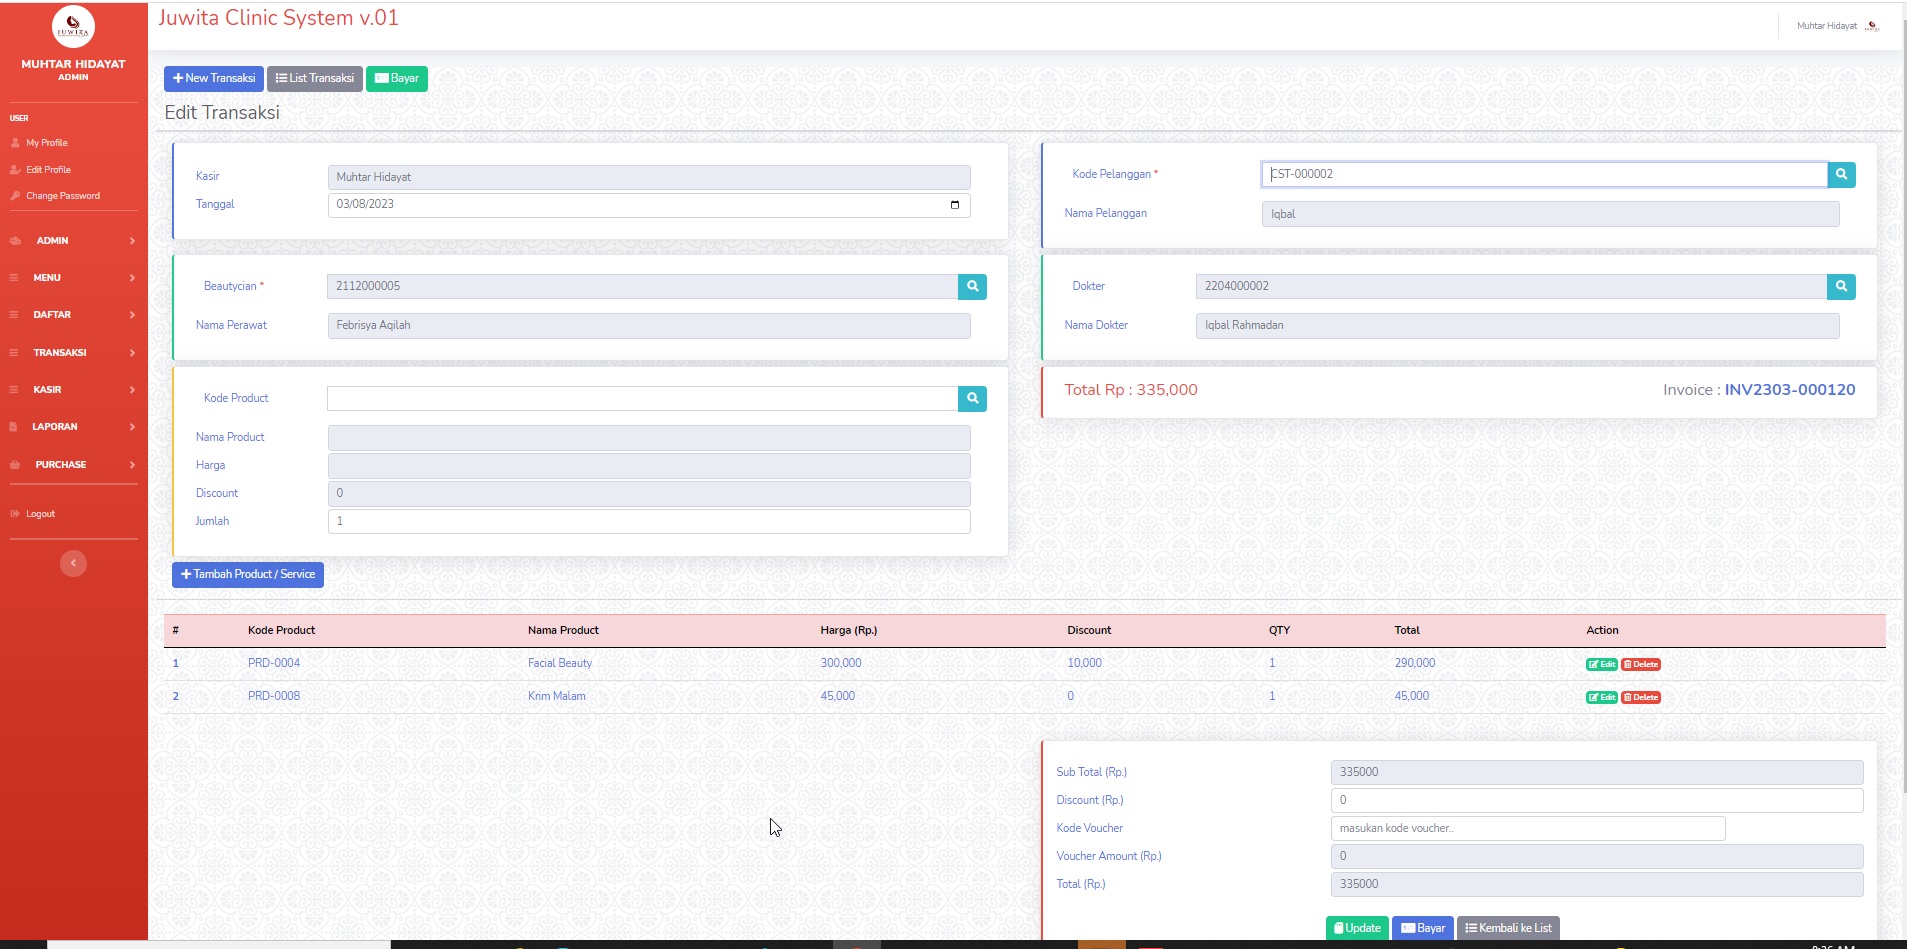 Juwita Clinic System v.01
Muhtar Hidayat
JUWITA
MUHTAR HIDAYAT
ADMIN
USER
My Profile
Edit Profile
Change Password
ADMIN
MENU
DAFTAR
TRANSAKSI
KASIR
LAPORAN
PURCHASE
Logout
New Transaksi List Transaksi Bayar
Edit Transaksi
Kasir Muhtar Hidayat
Tanggal 03/08/2023
Kode Pelanggan * CST-000002
Nama Pelanggan Iqbal
Beautycian * 2112000005
Nama Perawat Febrisya Aqilah
Dokter 2204000002
Nama Dokter Iqbal Rahmadan
Kode Product
Nama Product
Harga
Discount 0
Jumlah 1
Total Rp : 335,000 Invoice : INV2303-000120
Tambah Product / Service
# Kode Product Nama Product Harga (Rp.) Discount QTY Total Action
1 PRD-0004 Facial Beauty 300,000 10,000 1 290,000 Edit Delete
2 PRD-0008 Krim Malam 45,000 0 1 45,000 Edit Delete
Sub Total (Rp.) 335000
Discount (Rp.) 0
Kode Voucher masukan kode voucher..
Voucher Amount (Rp.) 0
Total (Rp.) 335000
Update Bayar Kembali ke List